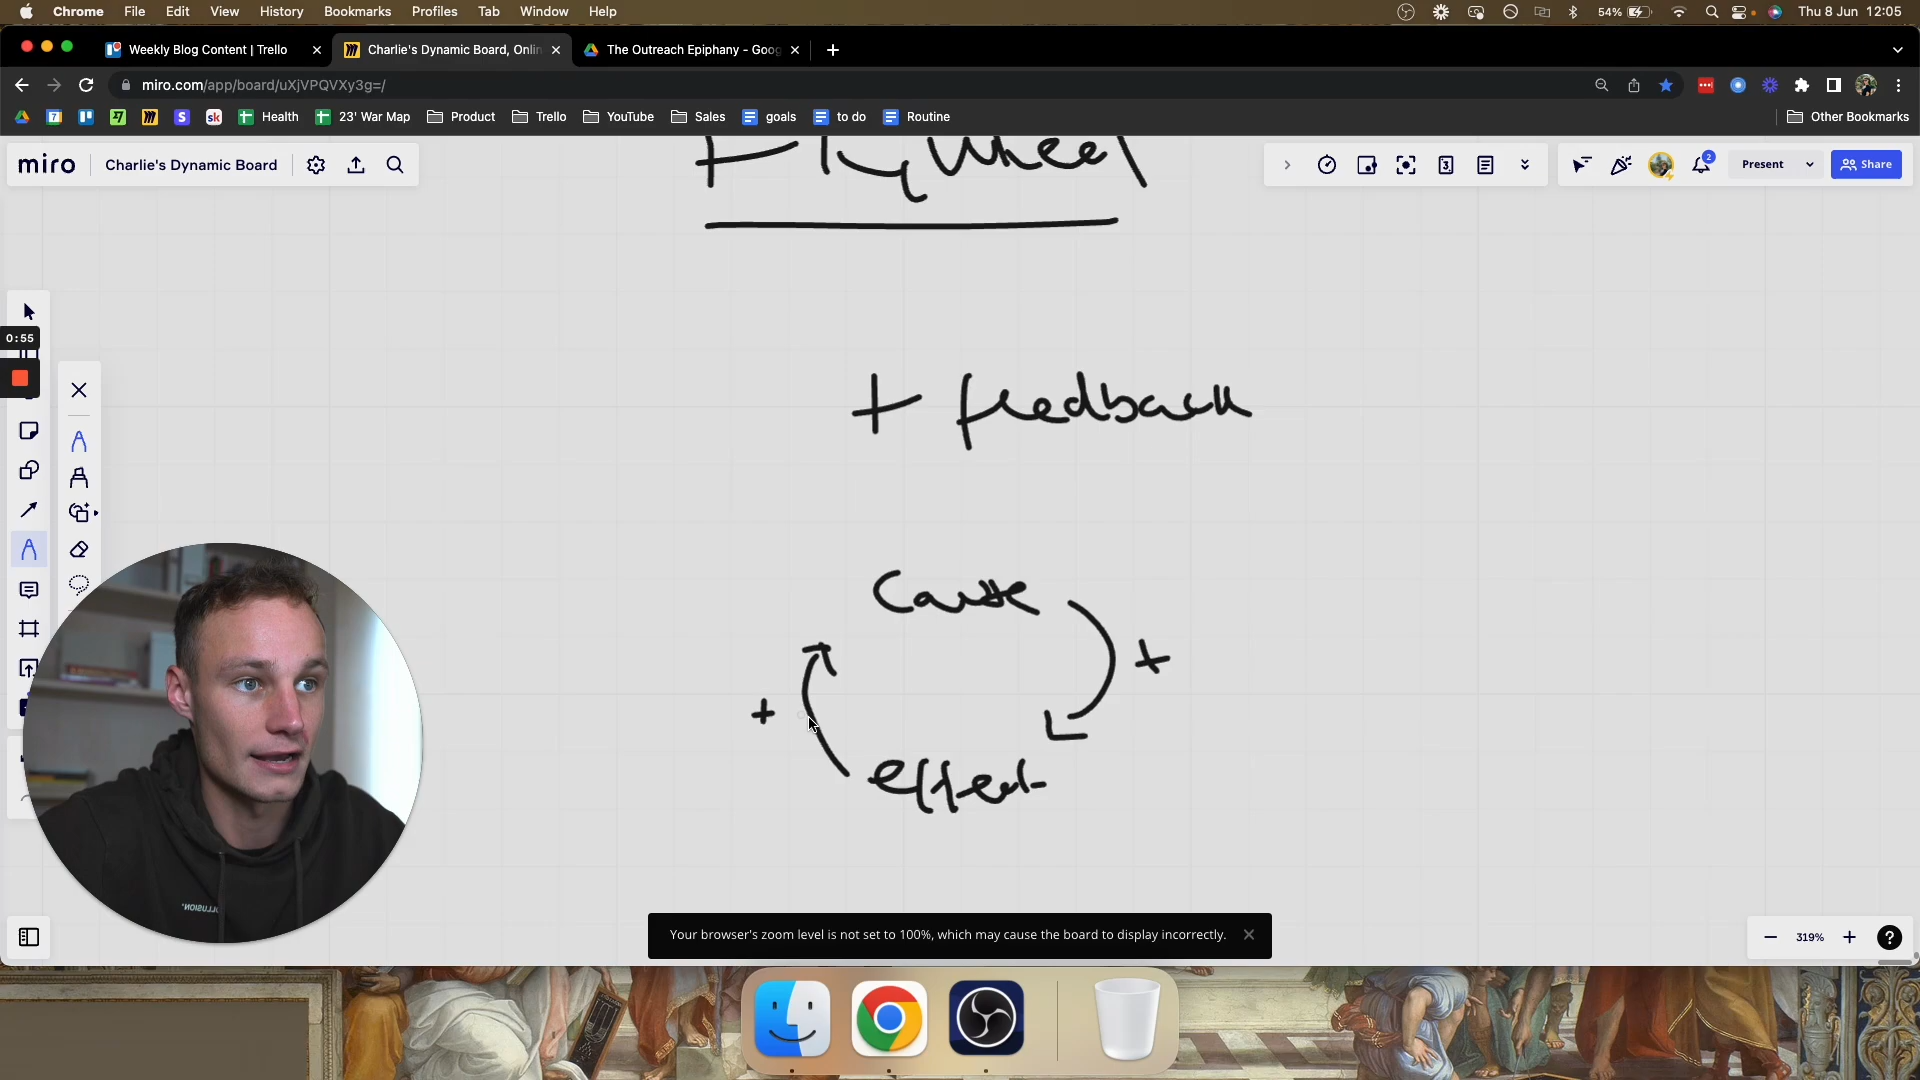 Chrome File Edit View History Bookmarks Profiles Tab Window Help 54% Thu 8 Jun 12:05
Weekly Blog Content | Trello Charlie's Dynamic Board, Onlin The Outreach Epiphany - Goog
miro.com/app/board/uXjVPQVXy3g=/
Health 23' War Map Product Trello YouTube Sales goals to do Routine Other Bookmarks
Flywheel
miro Charlie's Dynamic Board 3 2 Present Share
0:55
+ feedback
Cause
+
+
effect
Your browser's zoom level is not set to 100%, which may cause the board to display incorrectly.
319%